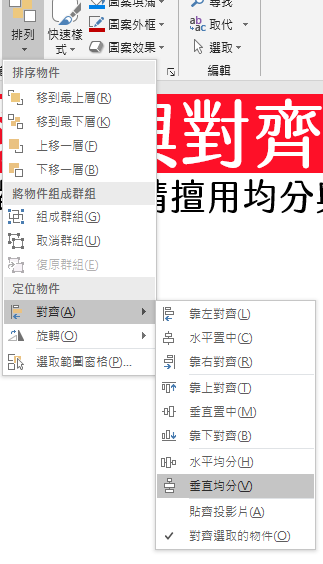 排列
快速樣
式
圖案填滿
圖案外框
圖案效果
尋找
取代
選取
編輯
與對齊
請擅用均分與
排序物件
移到最上層(R)
移到最下層(K)
上移一層(F)
下移一層(B)
將物件組成群組
組成群組(G)
取消群組(U)
復原群組(E)
定位物件
對齊(A)
旋轉(O)
選取範圍窗格(P)...
靠左對齊(L)
水平置中(C)
靠右對齊(R)
靠上對齊(T)
垂直置中(M)
靠下對齊(B)
水平均分(H)
垂直均分(V)
貼齊投影片(A)
對齊選取的物件(O)